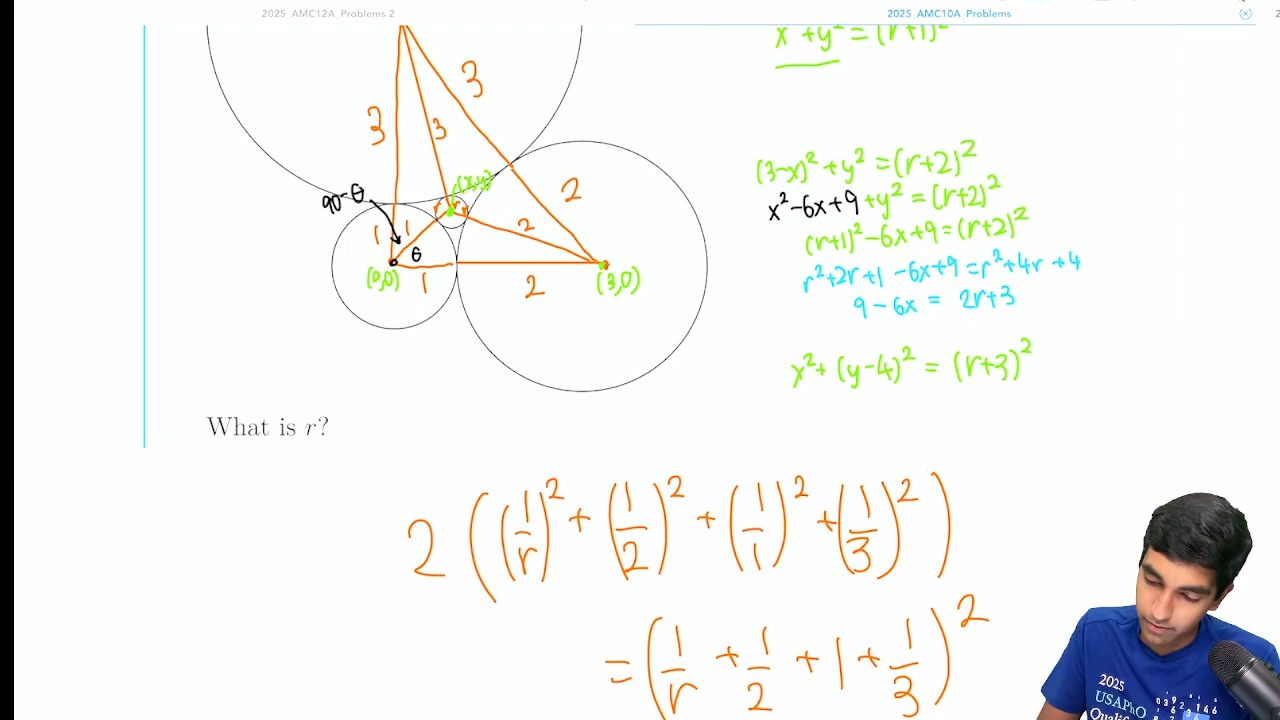 2025_AMC12A_Problems 2
2025_AMC10A_Problems
x² + y² = (r+1)²
3
3
3
(3-x)² + y² = (r+2)²
(x,y)
2
90-θ
r
r
x² - 6x + 9 + y² = (r+2)²
1
1
2
(r+1)² - 6x + 9 = (r+2)²
θ
(0,0)
1
2
(3,0)
r² + 2r + 1 - 6x + 9 = r² + 4r + 4
9 - 6x = 2r + 3
x² + (y-4)² = (r+3)²
What is r?
2((1/r)² + (1/2)² + (1/1)² + (1/3)²)
= (1/r + 1/2 + 1 + 1/3)²
2025
USAPhO